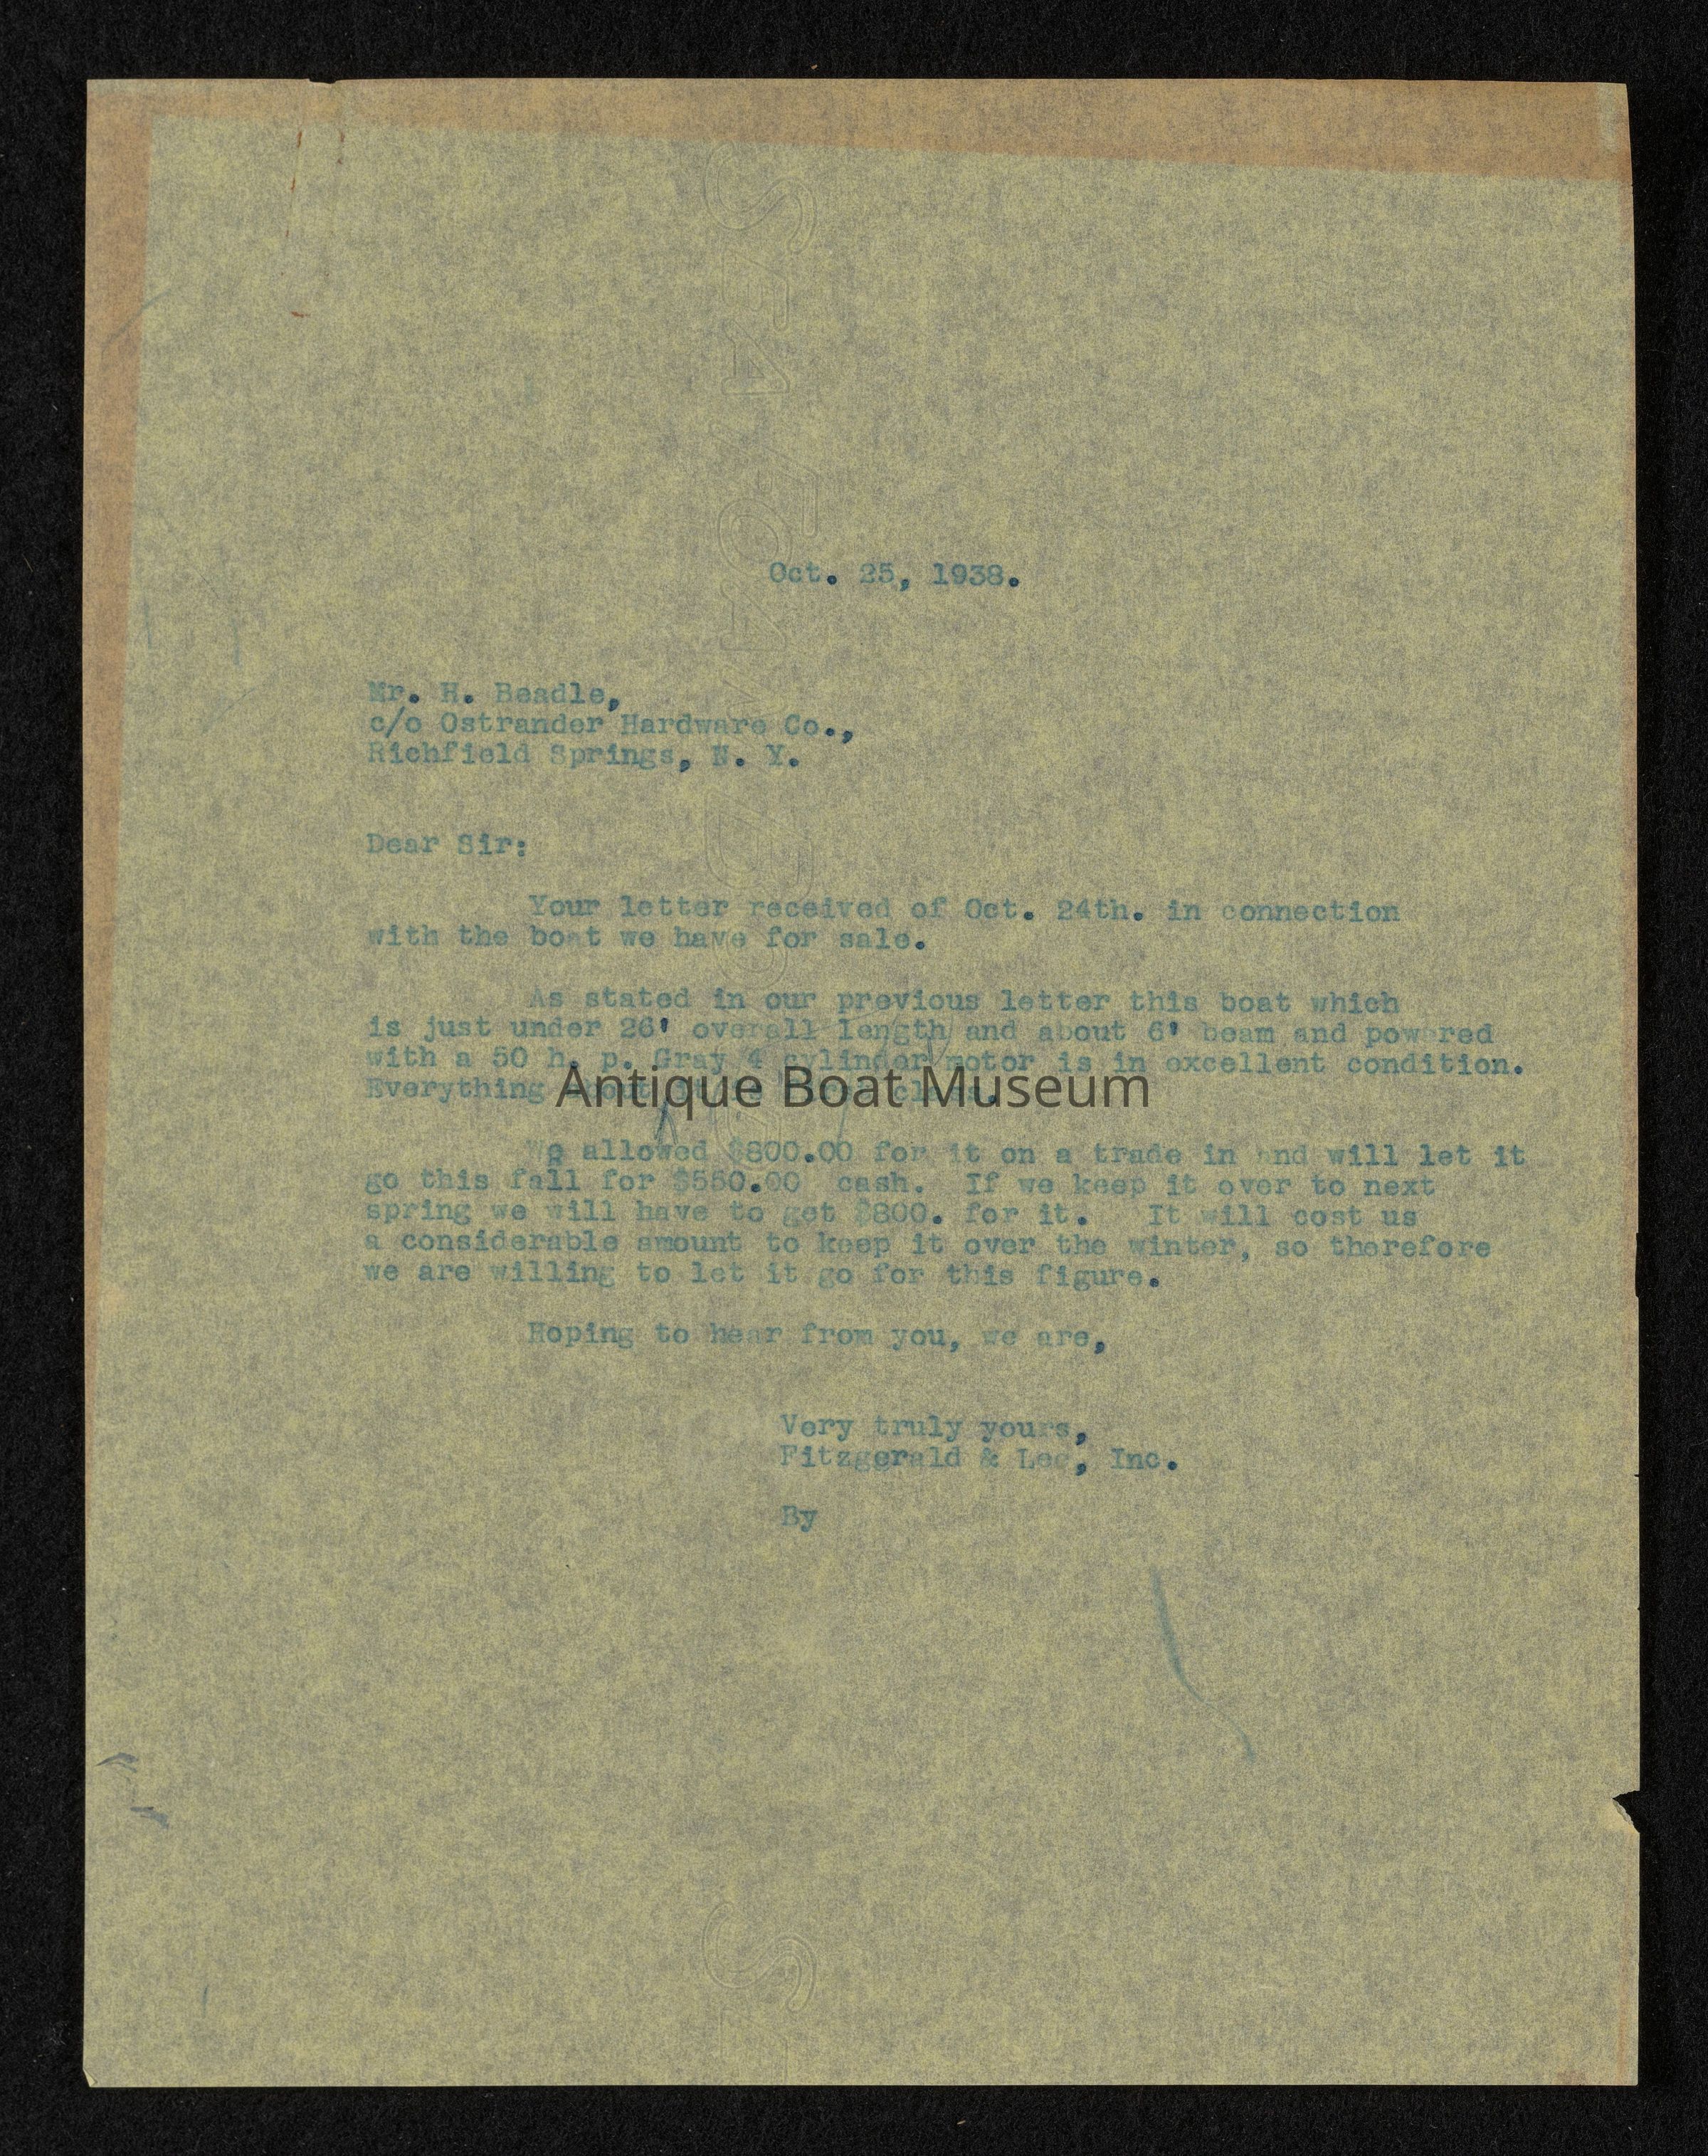 Oct. 25, 1938.
Mr. H. Beadle,
c/o Ostrander Hardware Co.,
Richfield Springs, N. Y.
Dear Sir:
Your letter received of Oct. 24th. in connection
with the boat we have for sale.
As stated in our previous letter this boat which
is just under 26' overall length and about 6' beam and powered
with a 50 h. p. Gray 4 cylinder motor is in excellent condition.
Everything about class.
Antique Boat Museum
We allowed $800.00 for it on a trade in and will let it
go this fall for $550.00 cash. If we keep it over to next
spring we will have to get $800. for it. It will cost us
a considerable amount to keep it over the winter, so therefore
we are willing to let it go for this figure.
Hoping to hear from you, we are,
Very truly yours,
Fitzgerald & Lee, Inc.
By